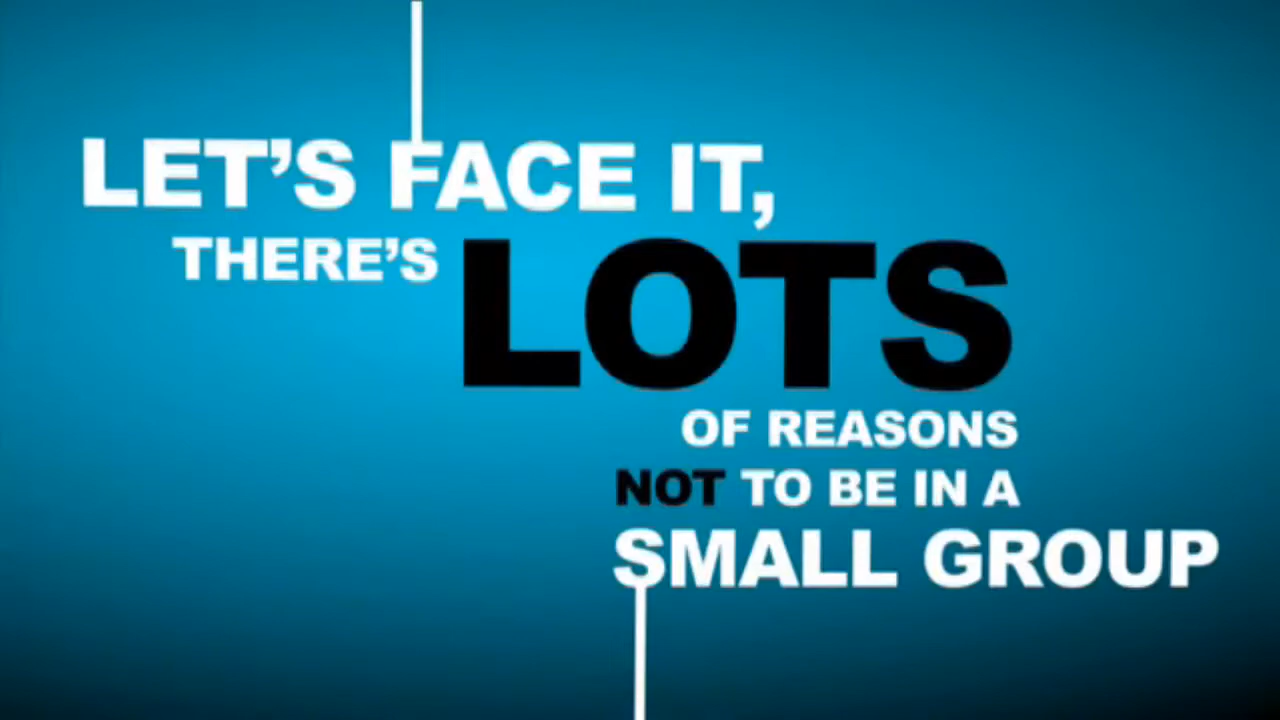 LET'S FACE IT,
THERE'S LOTS
OF REASONS
NOT TO BE IN A
SMALL GROUP